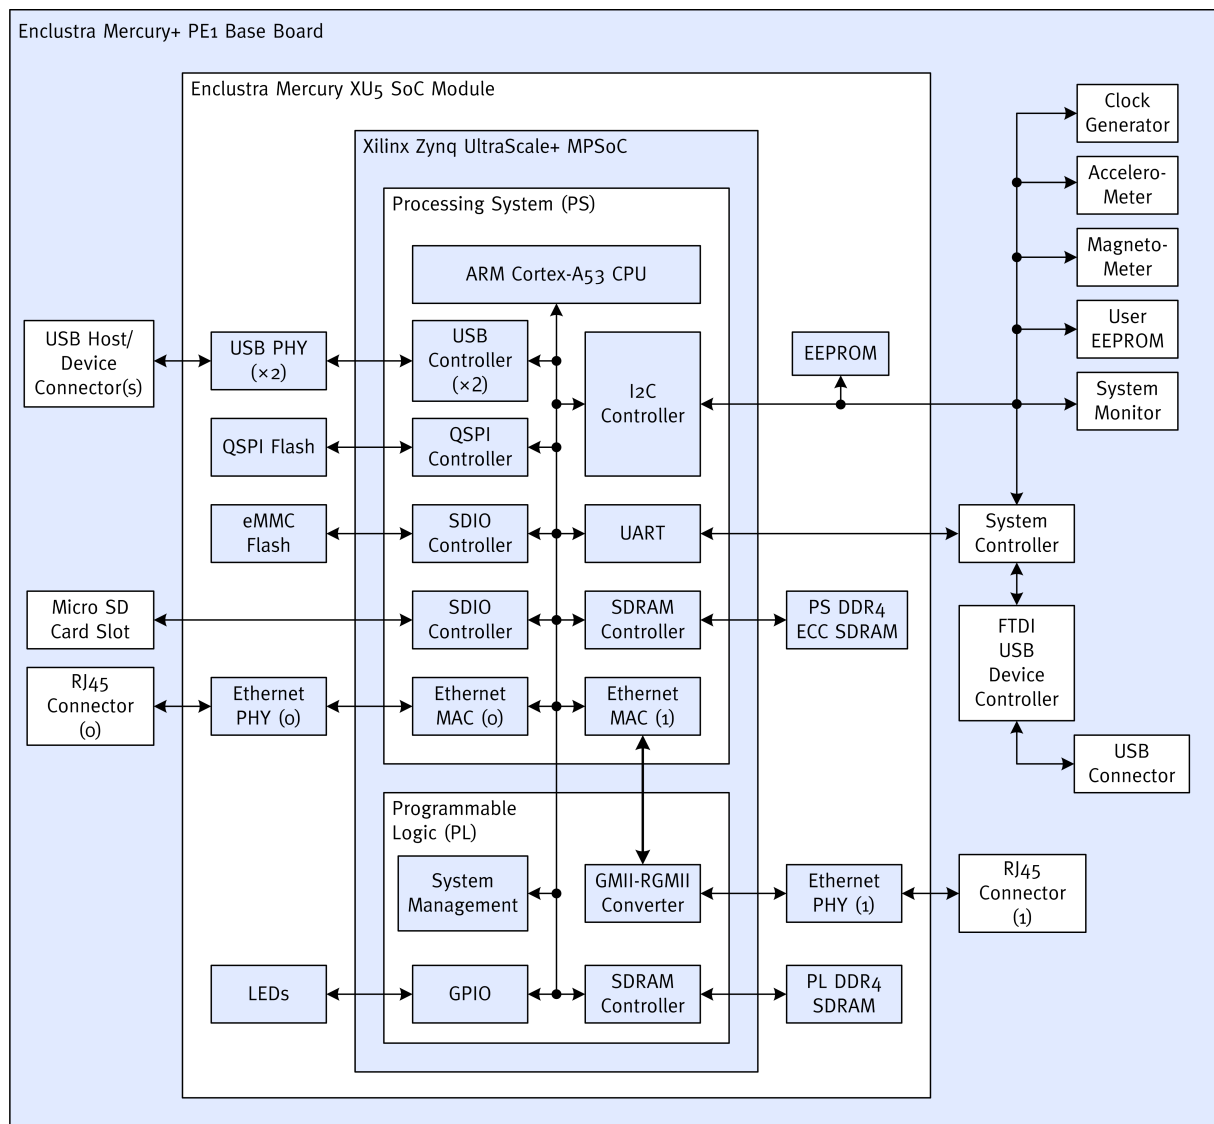 Enclustra Mercury+ PE1 Base Board
Enclustra Mercury XU5 SoC Module
Xilinx Zynq UltraScale+ MPSoC
Processing System (PS)
ARM Cortex-A53 CPU
Clock
Generator
Accelero-
Meter
Magneto-
Meter
User
EEPROM
System
Monitor
USB Host/
Device
Connector(s)
USB PHY
(×2)
USB
Controller
(×2)
I2C
Controller
EEPROM
QSPI Flash
QSPI
Controller
eMMC
Flash
SDIO
Controller
UART
System
Controller
Micro SD
Card Slot
SDIO
Controller
SDRAM
Controller
PS DDR4
ECC SDRAM
FTDI
USB
Device
Controller
RJ45
Connector
(0)
Ethernet
PHY (0)
Ethernet
MAC (0)
Ethernet
MAC (1)
USB
Connector
Programmable
Logic (PL)
System
Management
GMII-RGMII
Converter
Ethernet
PHY (1)
RJ45
Connector
(1)
LEDs
GPIO
SDRAM
Controller
PL DDR4
SDRAM